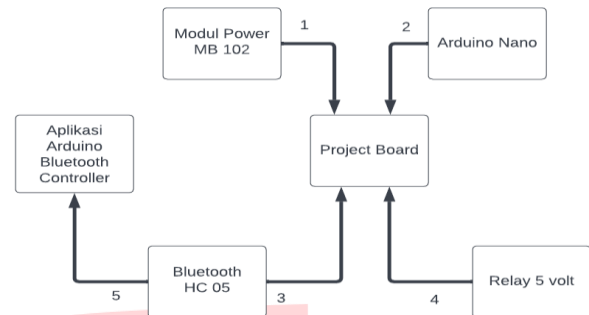 1
2
Modul Power
MB 102
Arduino Nano
Aplikasi
Arduino
Bluetooth
Controller
Project Board
Bluetooth
HC 05
Relay 5 volt
5
3
4